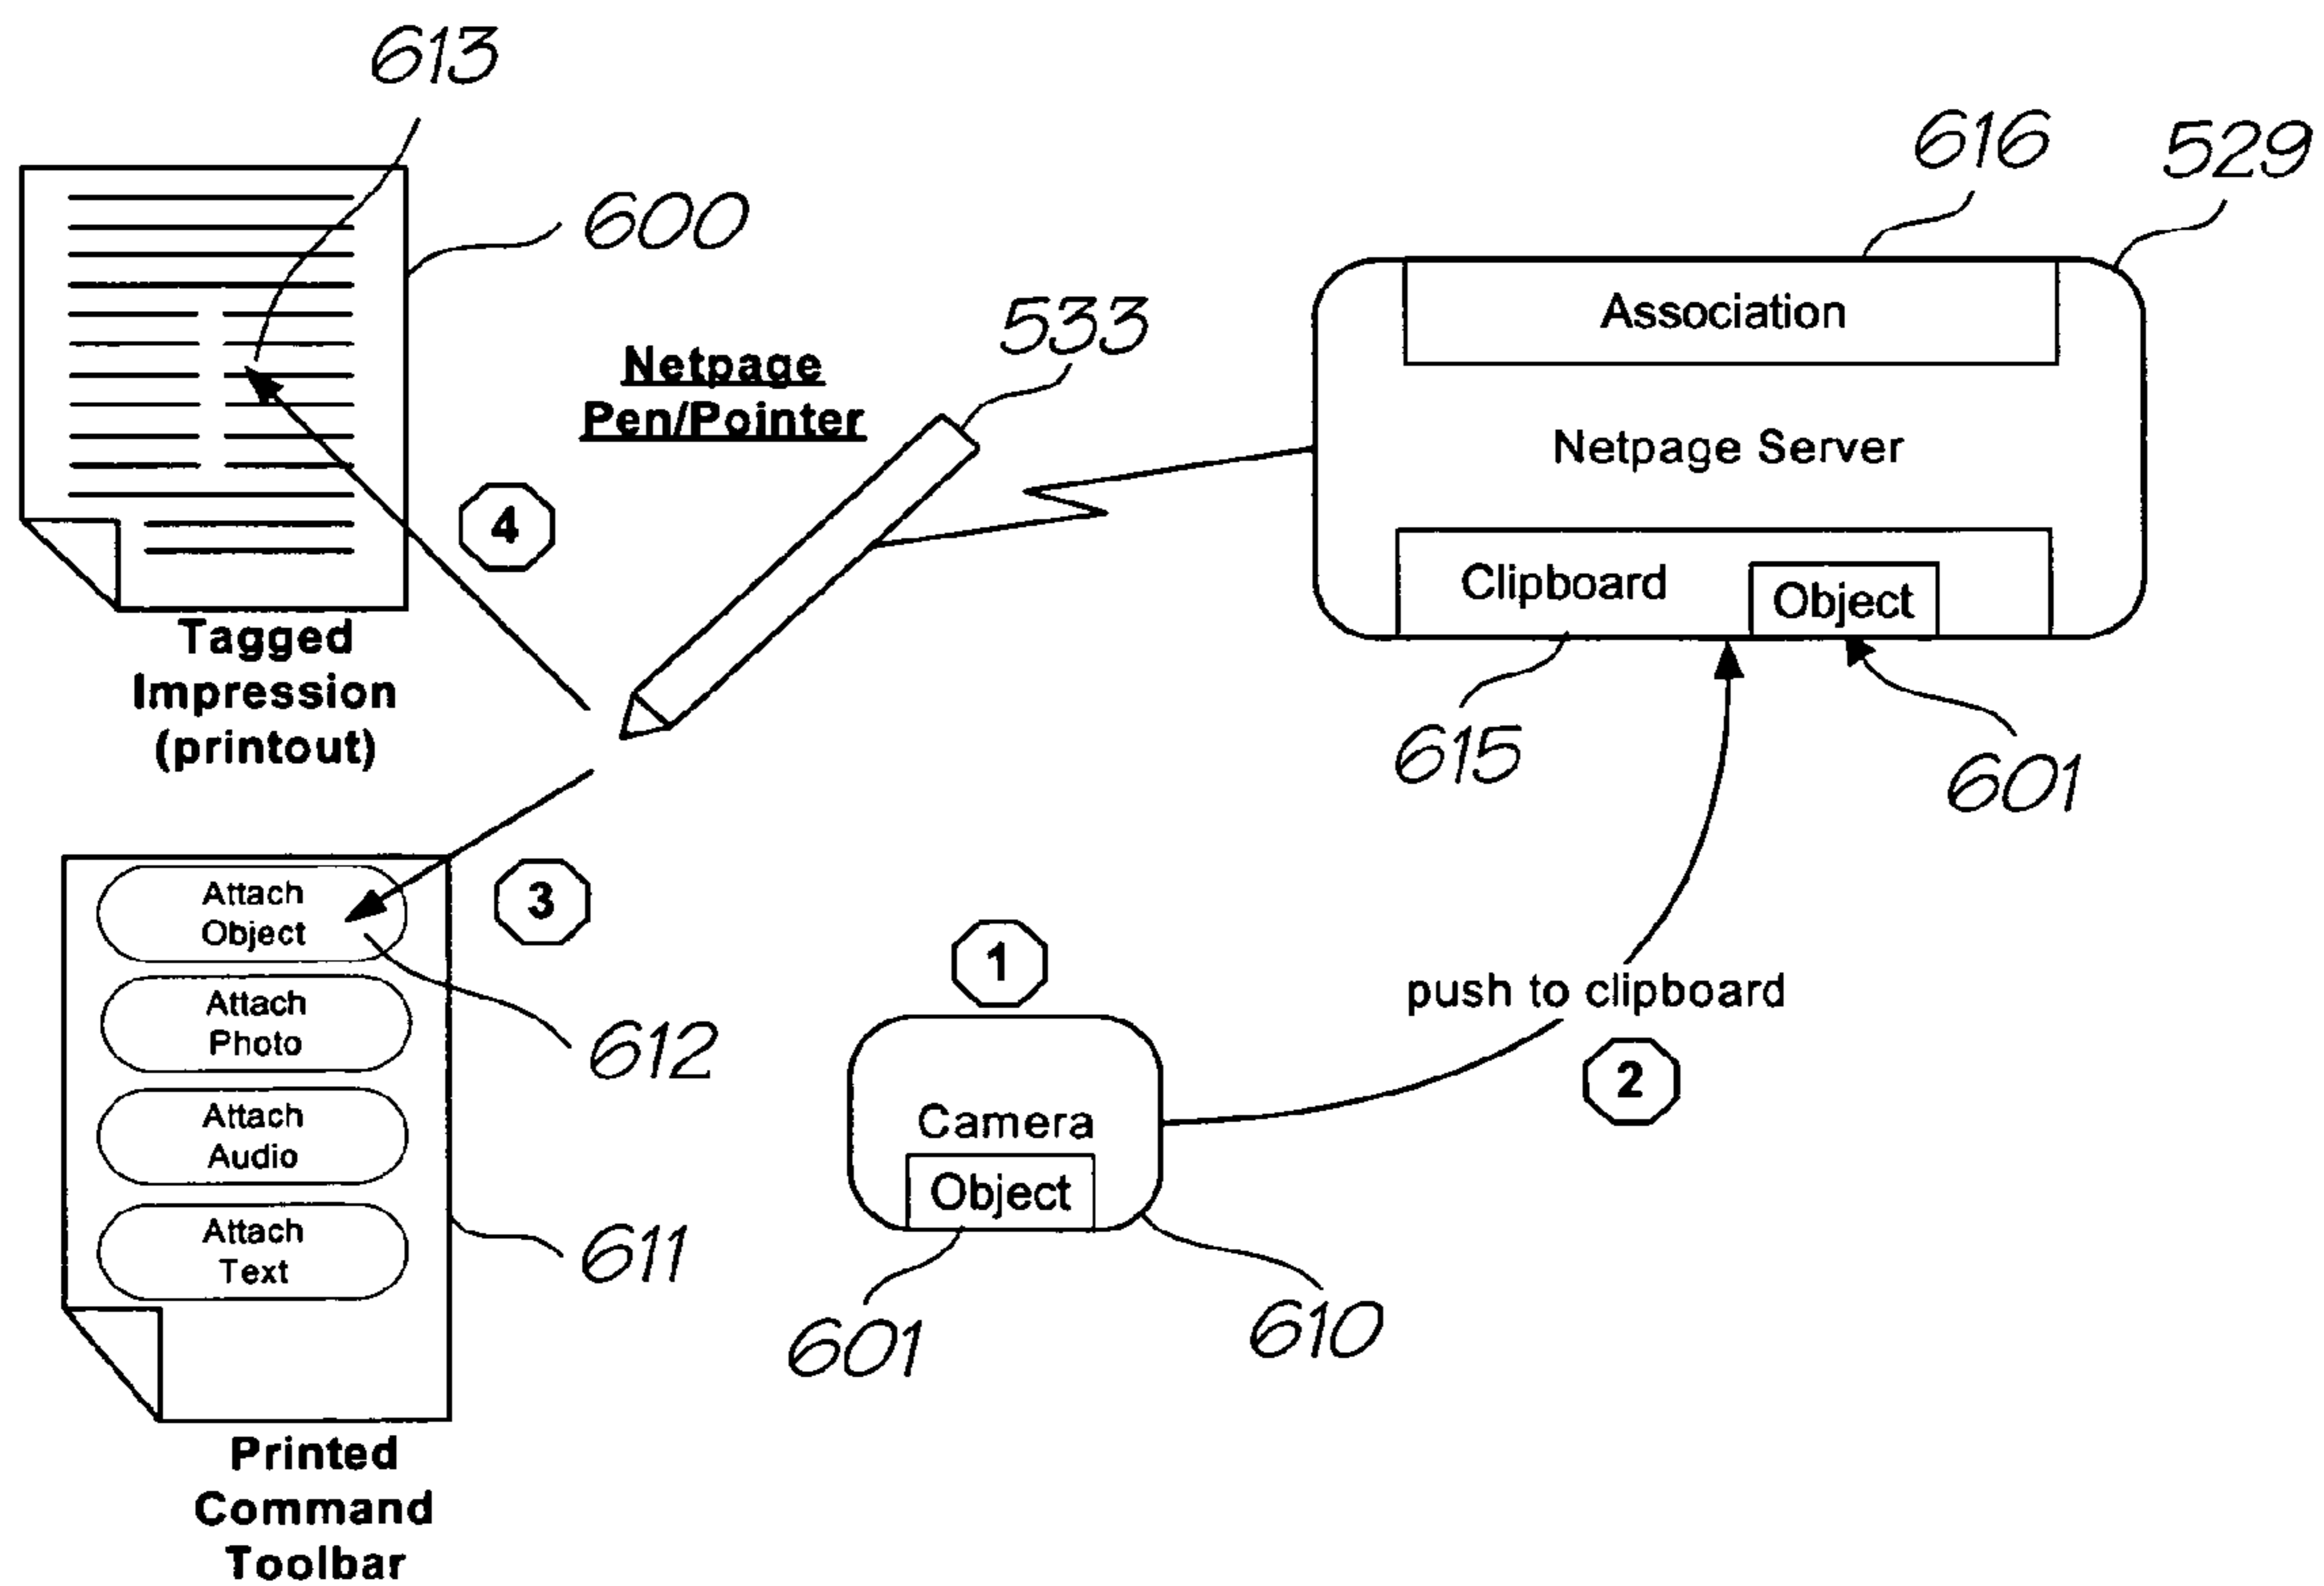 613
616
529
600
533
Association
Netpage
Pen/Pointer
Netpage Server
4
Clipboard
Object
Tagged
Impression
(printout)
615
601
Attach
Object
3
1
push to clipboard
Attach
Photo
612
2
Attach
Audio
Camera
Object
Attach
Text
611
601
610
Printed
Command
Toolbar